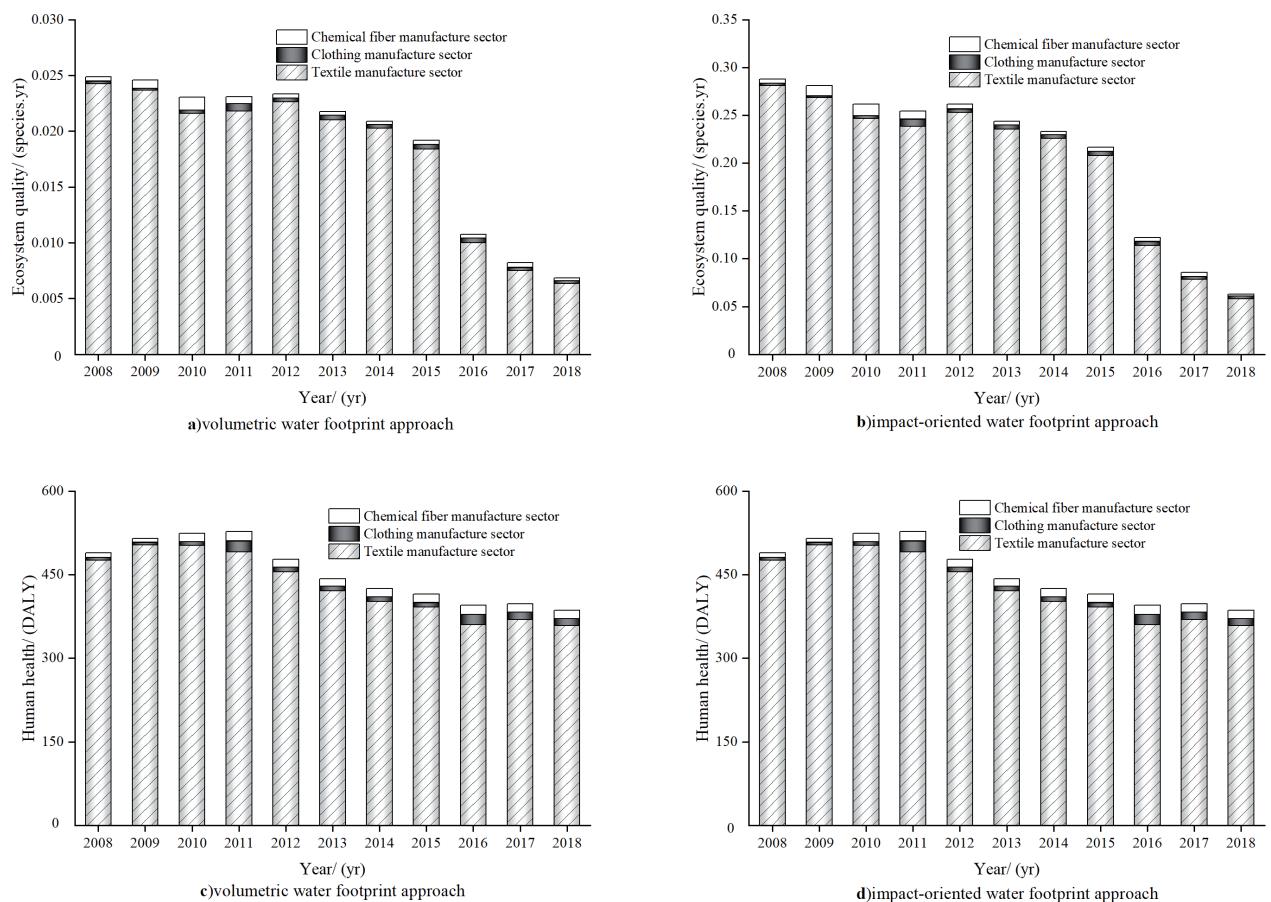 0.030
0.025
0.020
0.015
0.010
0.005
0
Ecosystem quality/ (species.yr)
Chemical fiber manufacture sector
Clothing manufacture sector
Textile manufacture sector
2008 2009 2010 2011 2012 2013 2014 2015 2016 2017 2018
Year/ (yr)
a)volumetric water footprint approach
0.35
0.30
0.25
0.20
0.15
0.10
0.05
0
Ecosystem quality/ (species.yr)
Chemical fiber manufacture sector
Clothing manufacture sector
Textile manufacture sector
2008 2009 2010 2011 2012 2013 2014 2015 2016 2017 2018
Year/ (yr)
b)impact-oriented water footprint approach
600
450
300
150
0
Human health/ (DALY)
Chemical fiber manufacture sector
Clothing manufacture sector
Textile manufacture sector
2008 2009 2010 2011 2012 2013 2014 2015 2016 2017 2018
Year/ (yr)
c)volumetric water footprint approach
600
450
300
150
0
Human health/ (DALY)
Chemical fiber manufacture sector
Clothing manufacture sector
Textile manufacture sector
2008 2009 2010 2011 2012 2013 2014 2015 2016 2017 2018
Year/ (yr)
d)impact-oriented water footprint approach